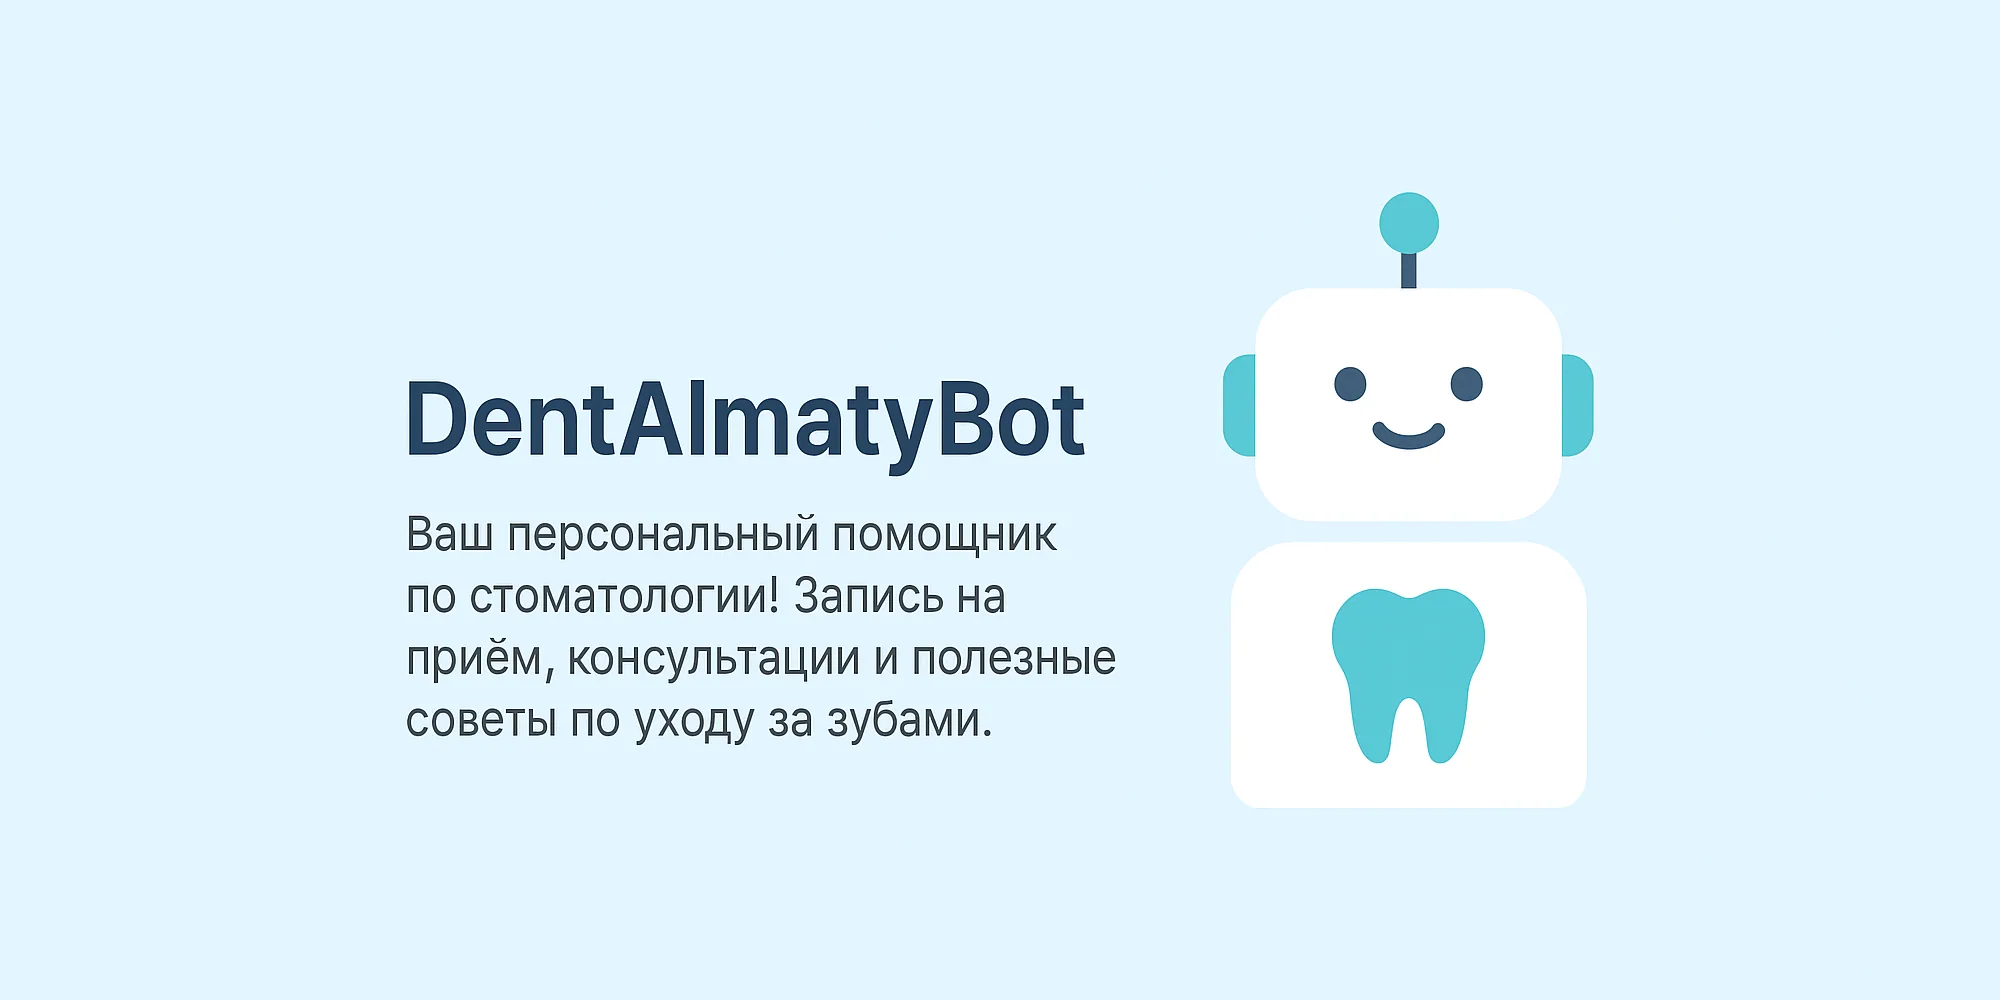 DentAlmatyBot
Ваш персональный помощник
по стоматологии! Запись на
приём, консультации и полезные
советы по уходу за зубами.